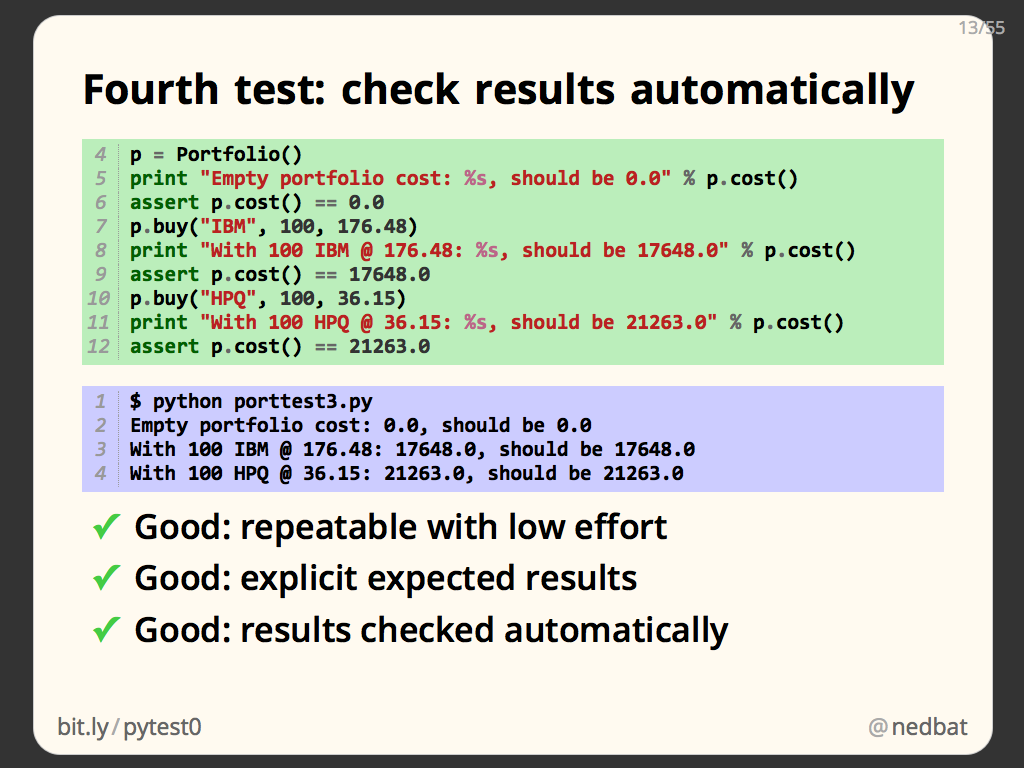 13/55
Fourth test: check results automatically
4 p = Portfolio()
5 print "Empty portfolio cost: %s, should be 0.0" % p.cost()
6 assert p.cost() == 0.0
7 p.buy("IBM", 100, 176.48)
8 print "With 100 IBM @ 176.48: %s, should be 17648.0" % p.cost()
9 assert p.cost() == 17648.0
10 p.buy("HPQ", 100, 36.15)
11 print "With 100 HPQ @ 36.15: %s, should be 21263.0" % p.cost()
12 assert p.cost() == 21263.0
1 $ python porttest3.py
2 Empty portfolio cost: 0.0, should be 0.0
3 With 100 IBM @ 176.48: 17648.0, should be 17648.0
4 With 100 HPQ @ 36.15: 21263.0, should be 21263.0
✓ Good: repeatable with low effort
✓ Good: explicit expected results
✓ Good: results checked automatically
bit.ly/pytest0
@nedbat